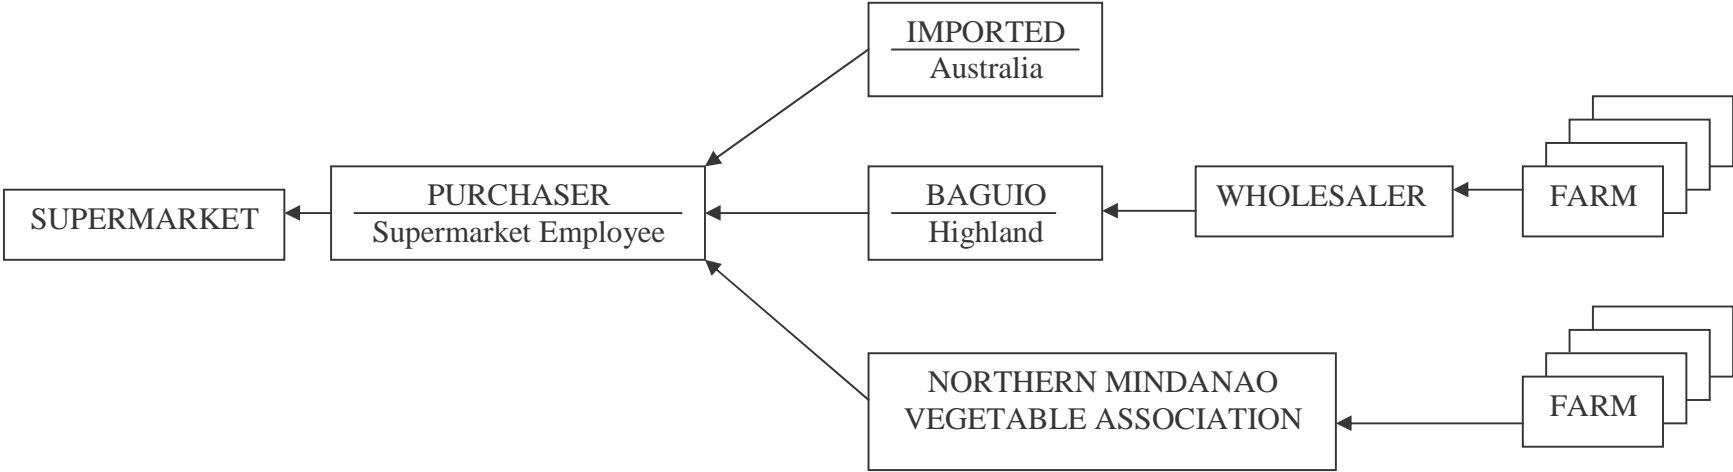 IMPORTED
Australia
SUPERMARKET
PURCHASER
Supermarket Employee
BAGUIO
Highland
WHOLESALER
FARM
NORTHERN MINDANAO
VEGETABLE ASSOCIATION
FARM